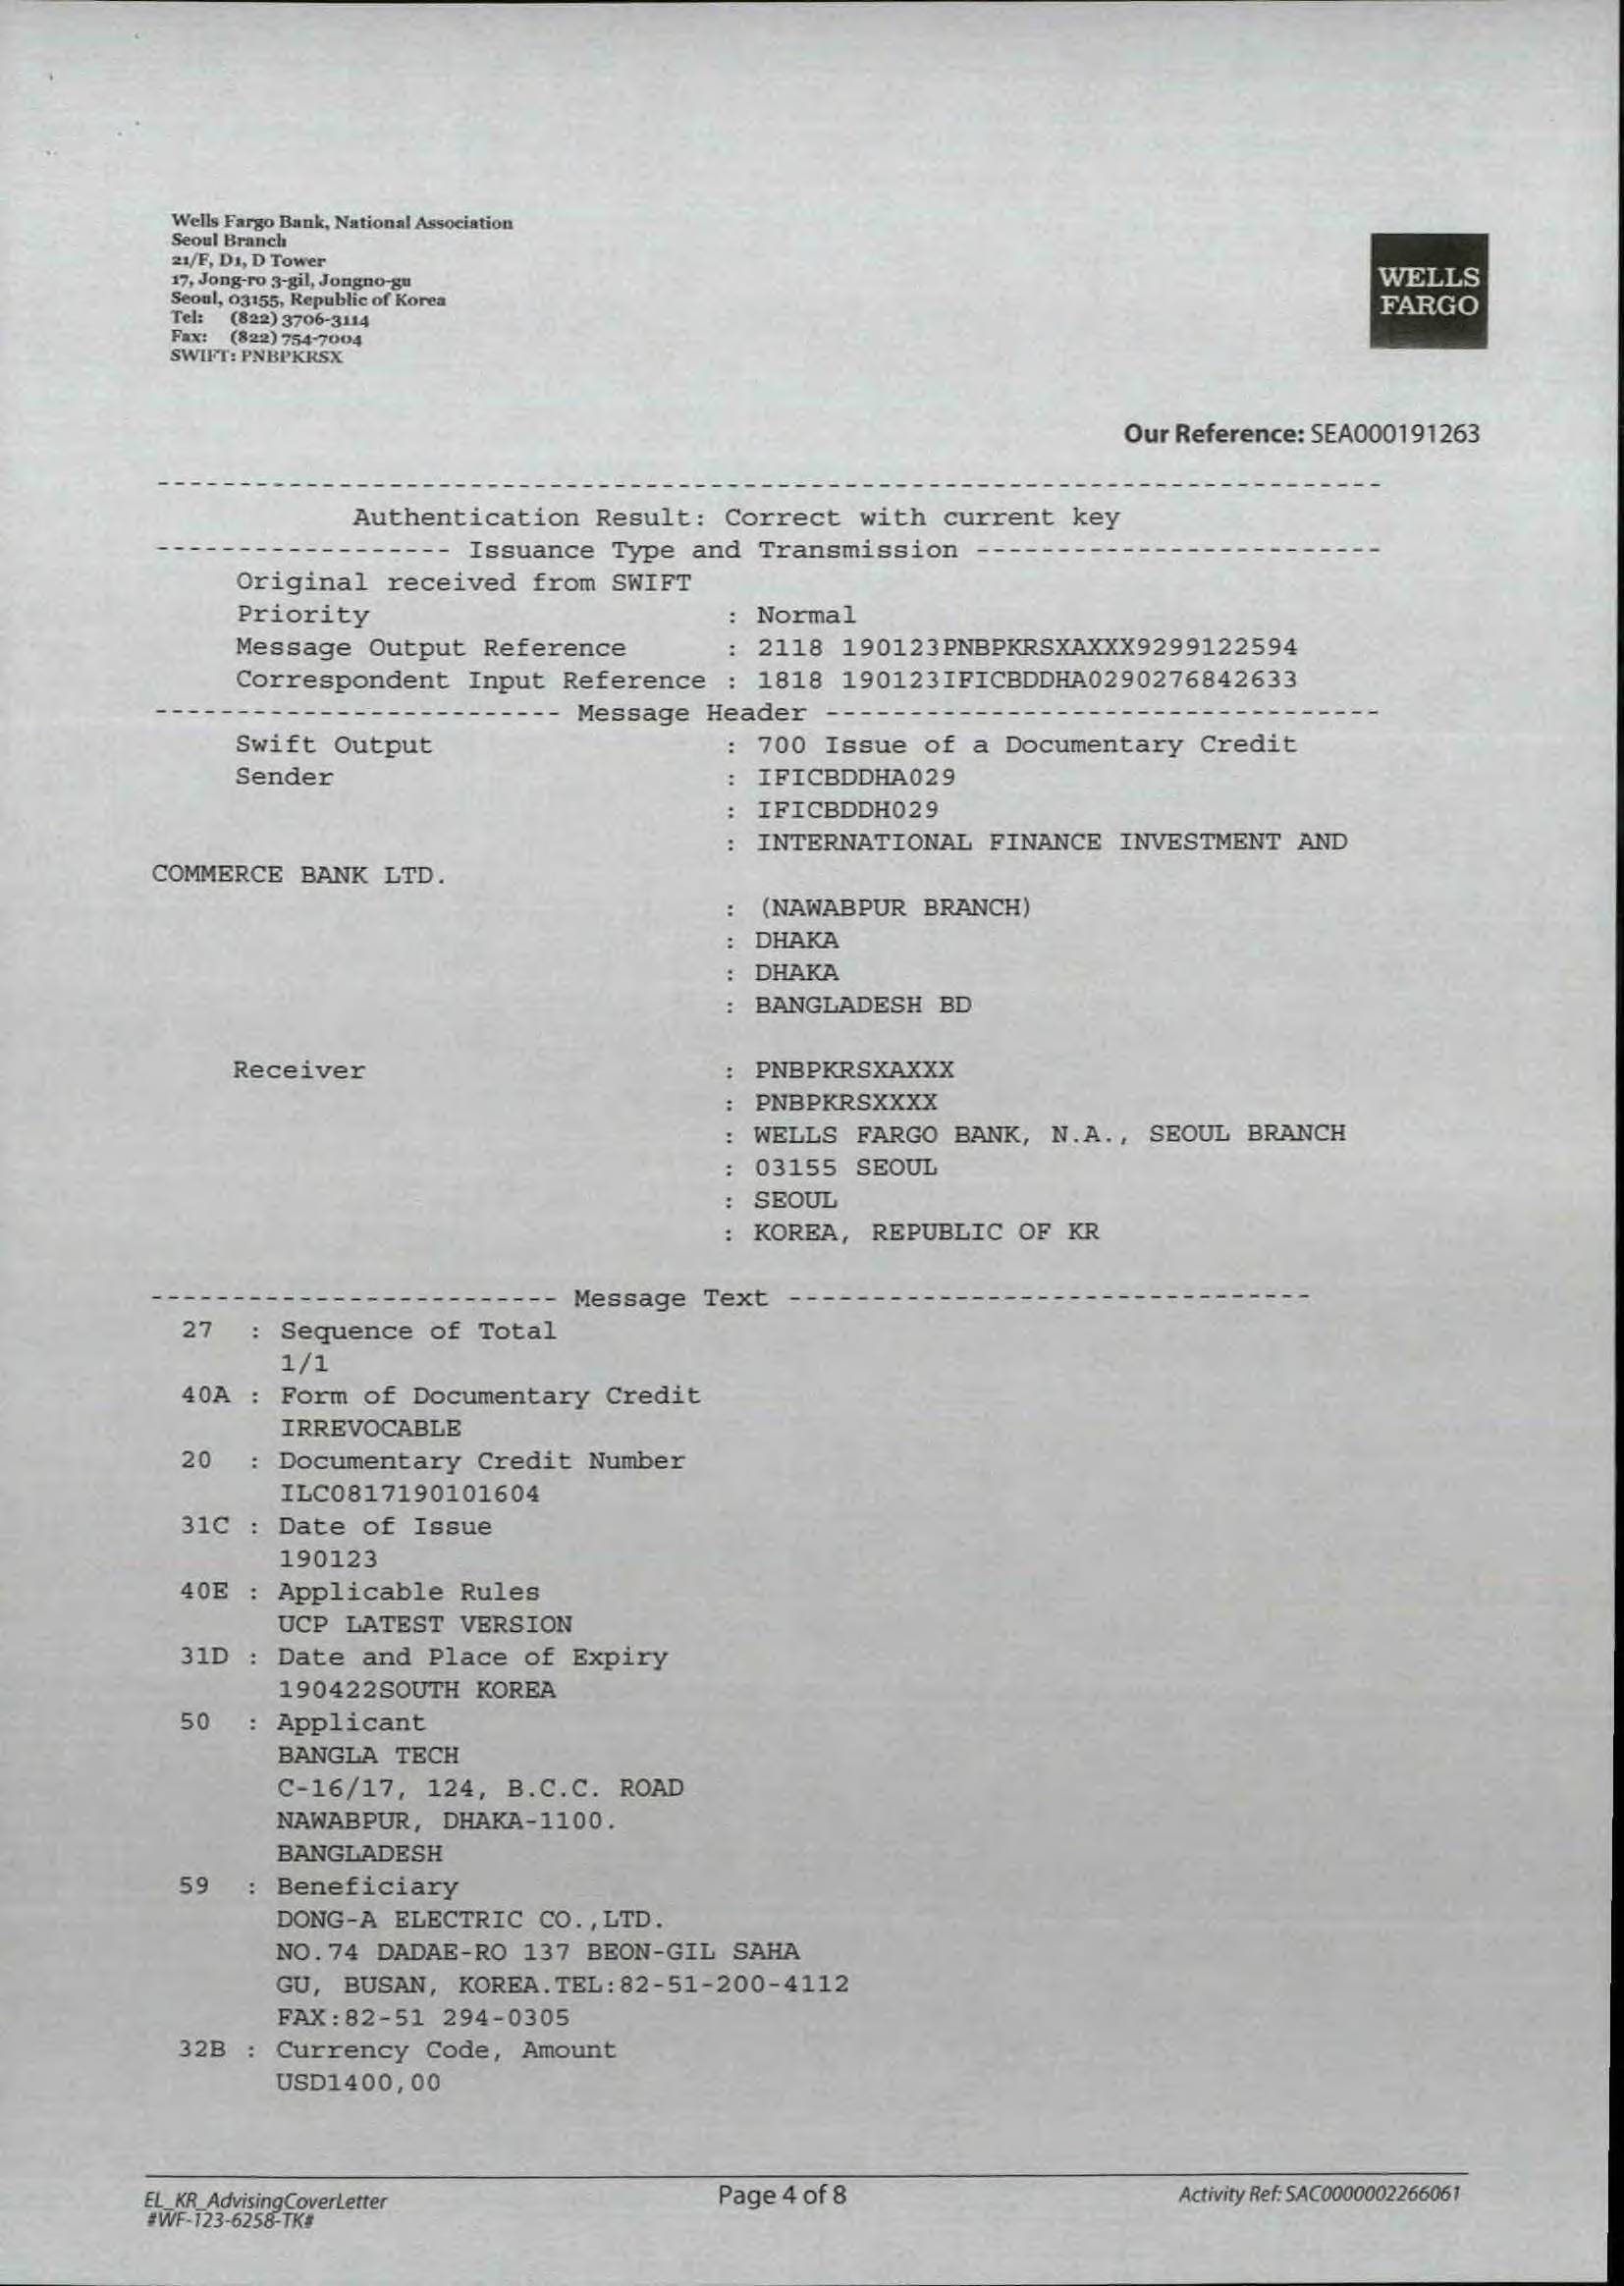 Wells Fargo Bank, National Association
Seoul Branch
21/F, D1, D Tower
17, Jong-ro 3-gil, Jongno-gu
Seoul, 03155, Republic of Korea
Tel: (822) 3706-3114
Fax: (822) 754-7004
SWIFT: PNBPKRSX
WELLS
FARGO
Our Reference: SEA000191263
Authentication Result: Correct with current key
------------------ Issuance Type and Transmission -------------------------
Original received from SWIFT
Priority : Normal
Message Output Reference : 2118 190123PNBPKRSXAXXX9299122594
Correspondent Input Reference : 1818 190123IFICBDDHA0290276842633
------------------------- Message Header ----------------------------------
Swift Output : 700 Issue of a Documentary Credit
Sender : IFICBDDHA029
: IFICBDDH029
: INTERNATIONAL FINANCE INVESTMENT AND
COMMERCE BANK LTD.
: (NAWABPUR BRANCH)
: DHAKA
: DHAKA
: BANGLADESH BD
Receiver : PNBPKRSXAXXX
: PNBPKRSXXXX
: WELLS FARGO BANK, N.A., SEOUL BRANCH
: 03155 SEOUL
: SEOUL
: KOREA, REPUBLIC OF KR
------------------------- Message Text --------------------------------
27 : Sequence of Total
1/1
40A : Form of Documentary Credit
IRREVOCABLE
20 : Documentary Credit Number
ILC0817190101604
31C : Date of Issue
190123
40E : Applicable Rules
UCP LATEST VERSION
31D : Date and Place of Expiry
190422SOUTH KOREA
50 : Applicant
BANGLA TECH
C-16/17, 124, B.C.C. ROAD
NAWABPUR, DHAKA-1100.
BANGLADESH
59 : Beneficiary
DONG-A ELECTRIC CO.,LTD.
NO.74 DADAE-RO 137 BEON-GIL SAHA
GU, BUSAN, KOREA.TEL:82-51-200-4112
FAX:82-51 294-0305
32B : Currency Code, Amount
USD1400,00
EL_KR_AdvisingCoverLetter
#WF-123-6258-TK#
Page 4 of 8
Activity Ref: SAC0000002266061